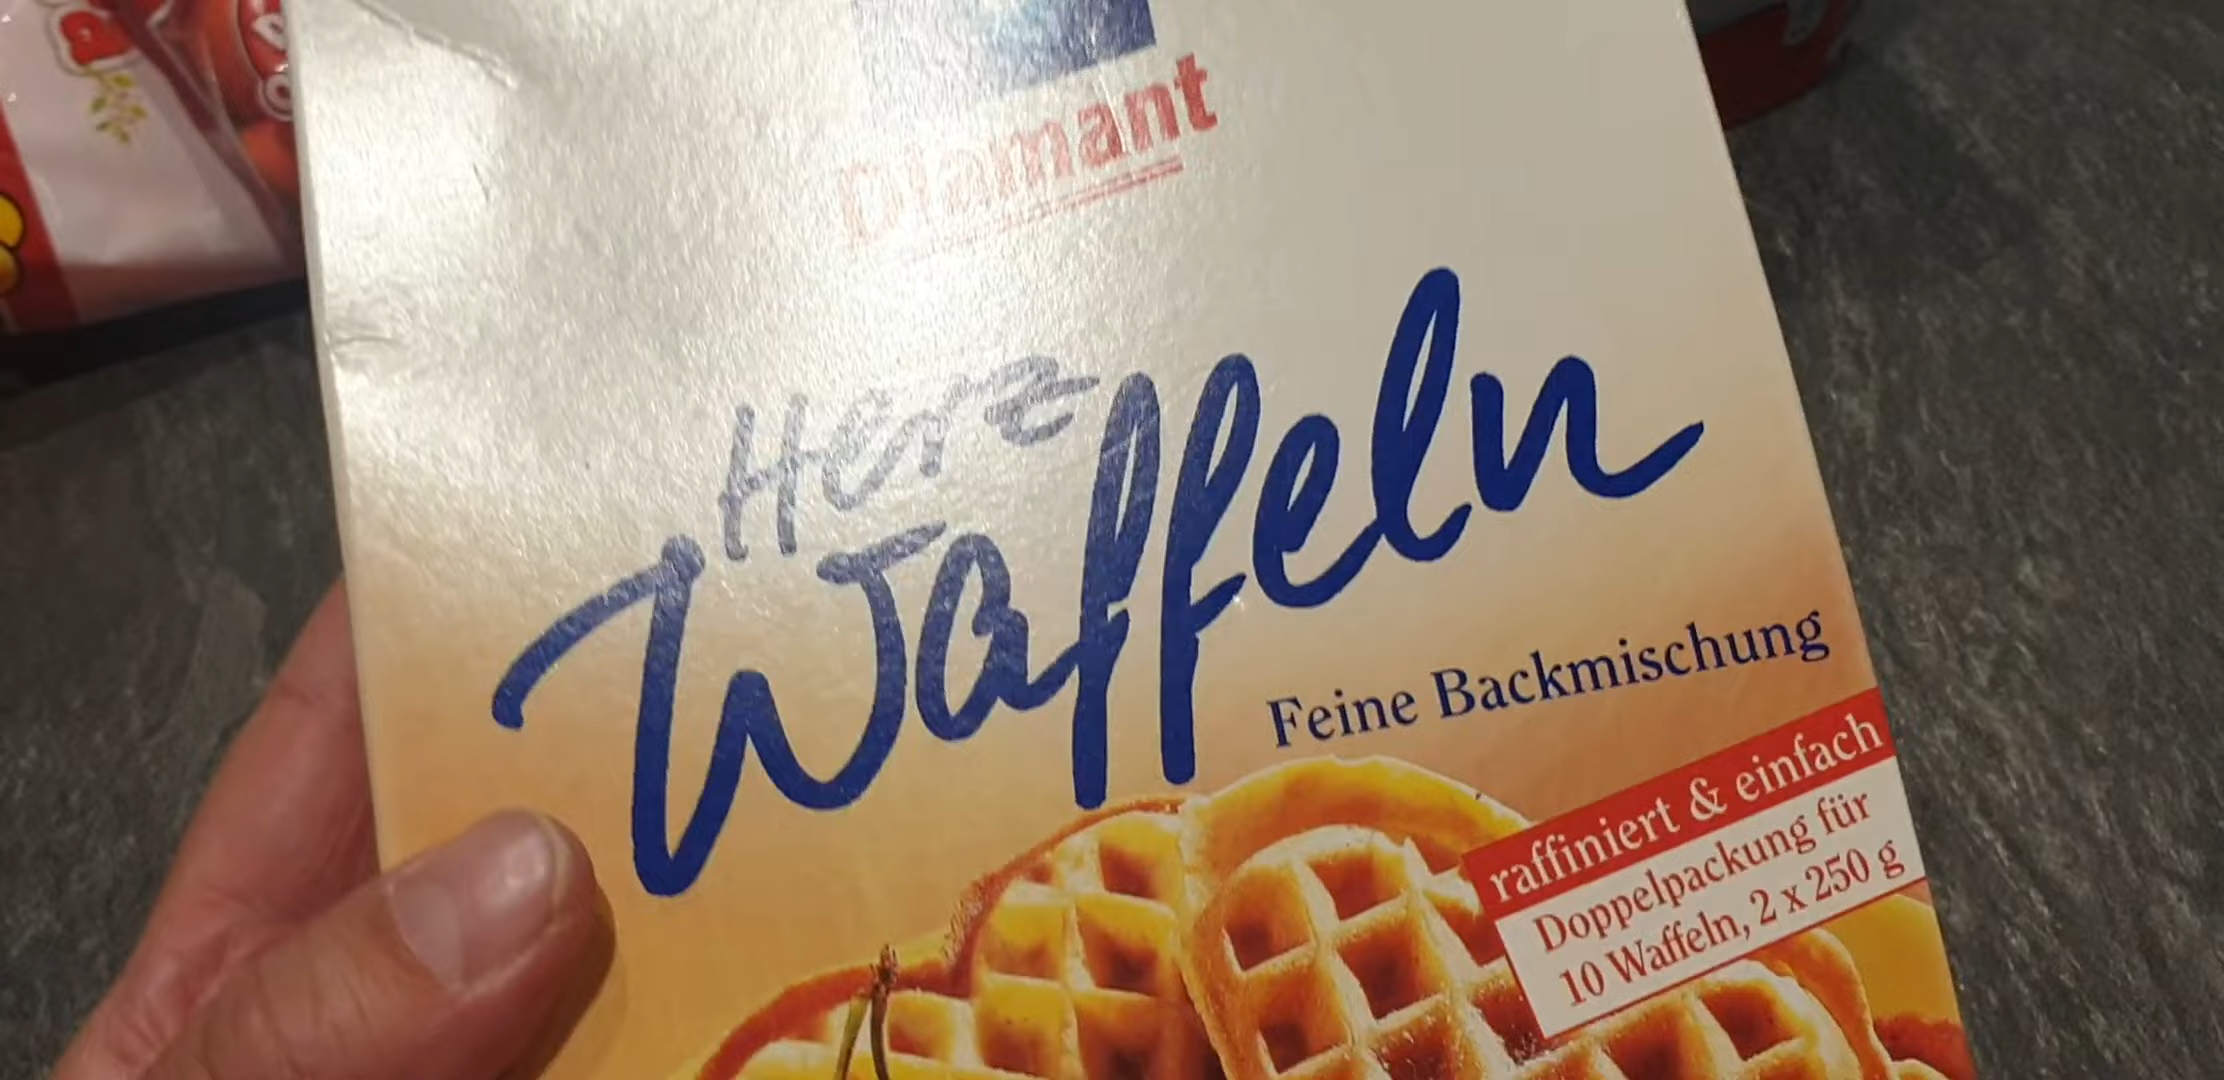 Diamant
Herz
Waffeln
Feine Backmischung
raffiniert & einfach
Doppelpackung für
10 Waffeln, 2 x 250 g